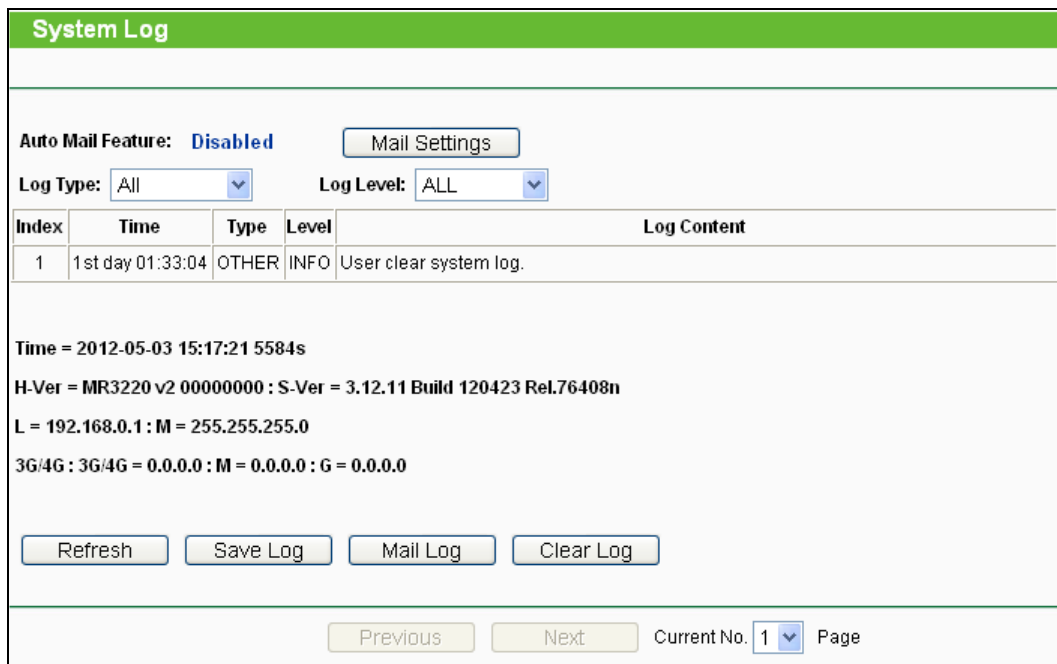 System Log
Auto Mail Feature: Disabled Mail Settings
Log Type: All Log Level: ALL
Index Time Type Level Log Content
1 1st day 01:33:04 OTHER INFO User clear system log.
Time = 2012-05-03 15:17:21 5584s
H-Ver = MR3220 v2 00000000 : S-Ver = 3.12.11 Build 120423 Rel.76408n
L = 192.168.0.1 : M = 255.255.255.0
3G/4G : 3G/4G = 0.0.0.0 : M = 0.0.0.0 : G = 0.0.0.0
Refresh Save Log Mail Log Clear Log
Previous Next Current No. 1 Page